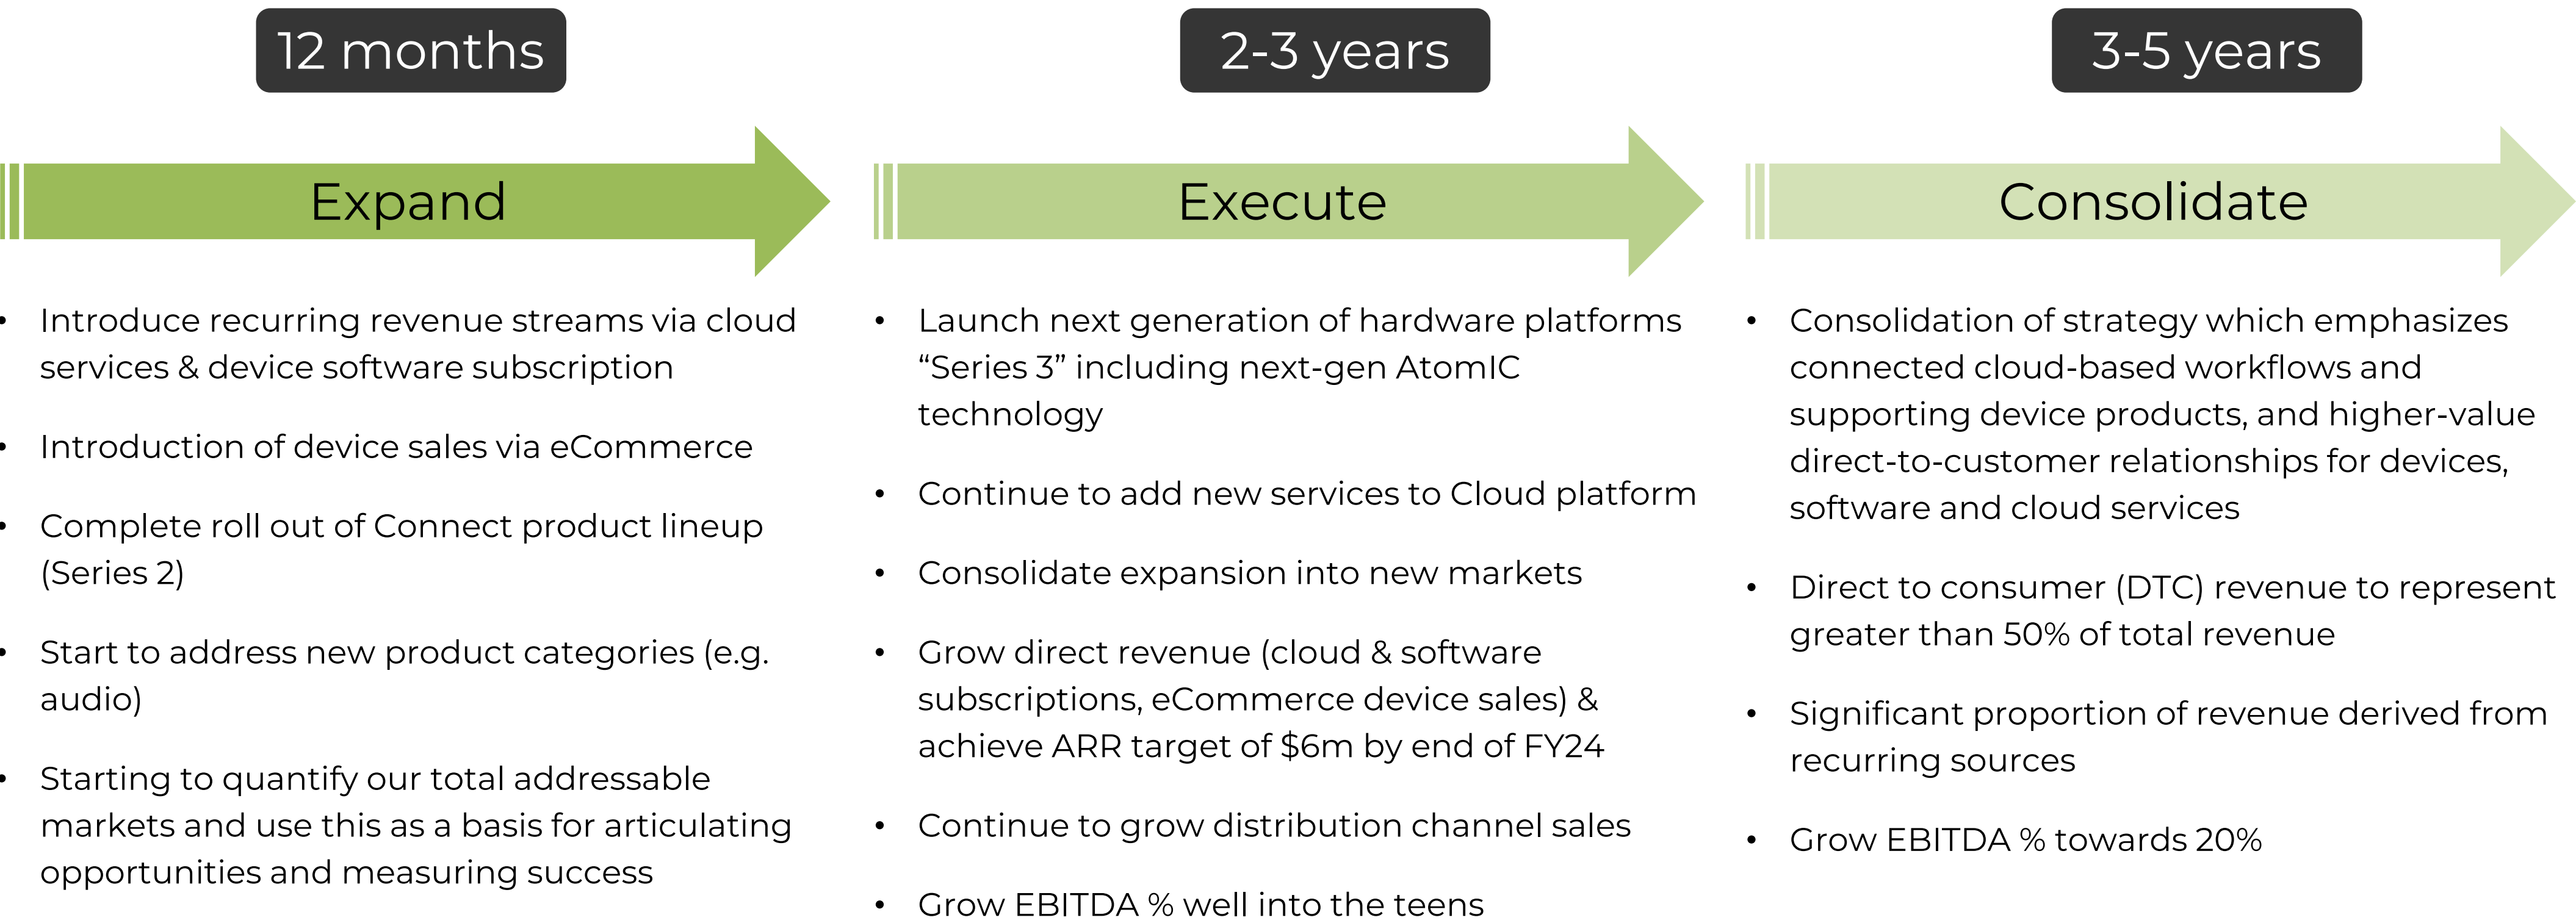 12 months
Expand
• Introduce recurring revenue streams via cloud
services & device software subscription
• Introduction of device sales via eCommerce
• Complete roll out of Connect product lineup
(Series 2)
• Start to address new product categories (e.g.
audio)
• Starting to quantify our total addressable
markets and use this as a basis for articulating
opportunities and measuring success
2-3 years
Execute
• Launch next generation of hardware platforms
“Series 3” including next-gen AtomIC
technology
• Continue to add new services to Cloud platform
• Consolidate expansion into new markets
• Grow direct revenue (cloud & software
subscriptions, eCommerce device sales) &
achieve ARR target of $6m by end of FY24
• Continue to grow distribution channel sales
• Grow EBITDA % well into the teens
3-5 years
Consolidate
• Consolidation of strategy which emphasizes
connected cloud-based workflows and
supporting device products, and higher-value
direct-to-customer relationships for devices,
software and cloud services
• Direct to consumer (DTC) revenue to represent
greater than 50% of total revenue
• Significant proportion of revenue derived from
recurring sources
• Grow EBITDA % towards 20%